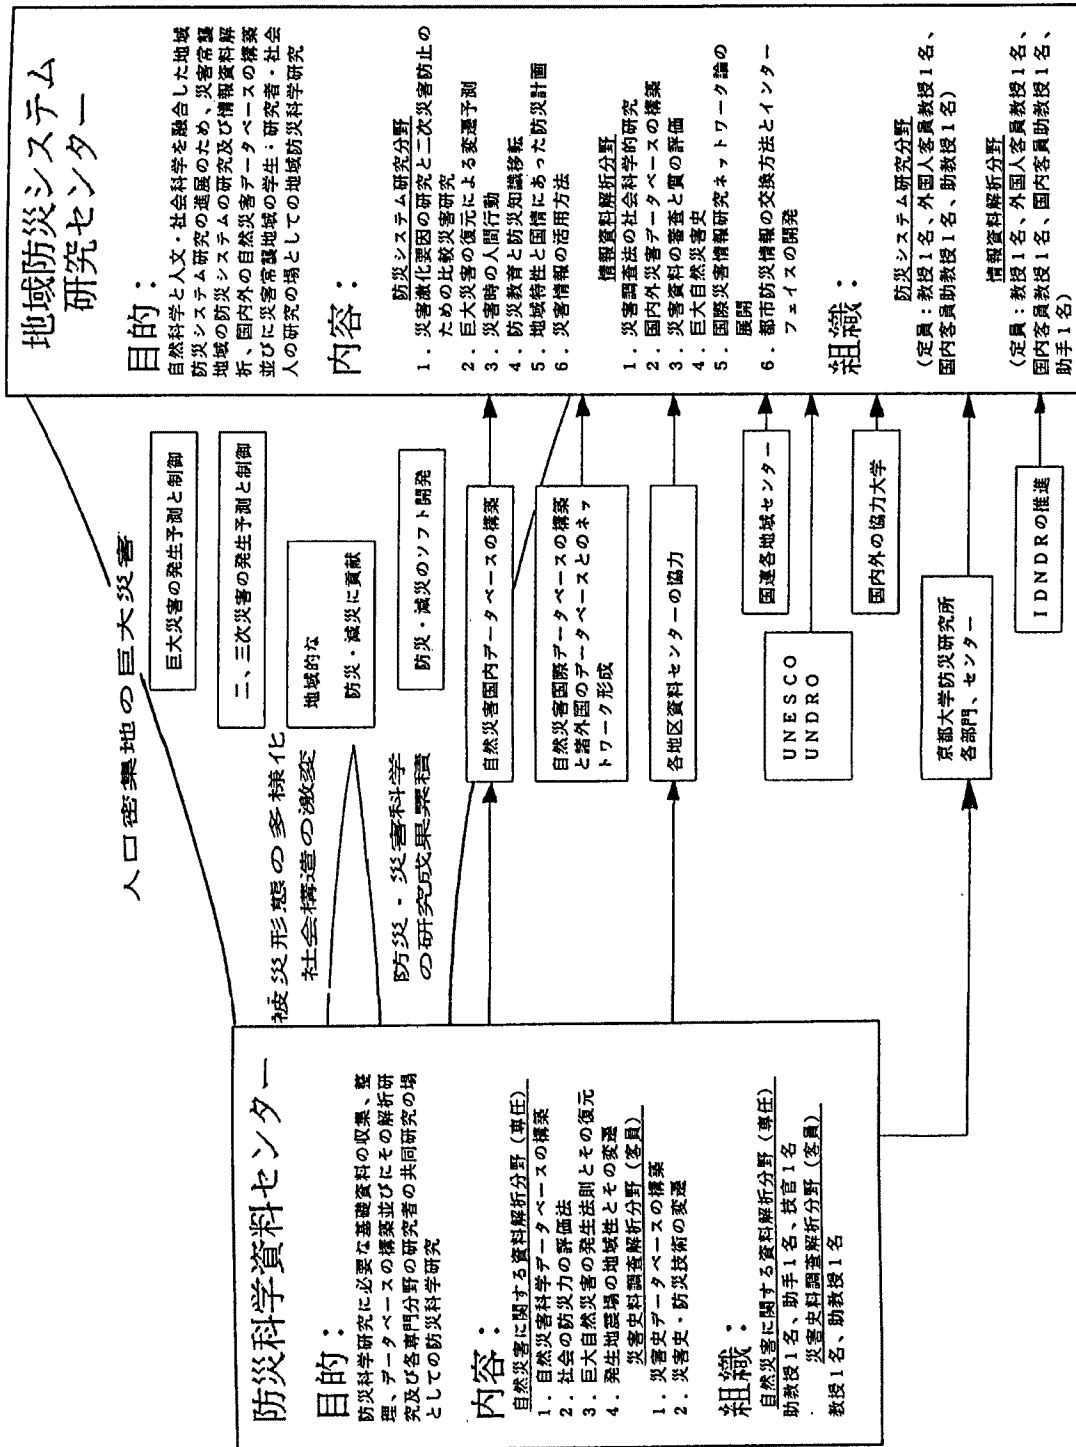 防災科学資料センター
目的：
防災科学研究に必要な基礎資料の収集、整
理、データベースの構築並びにその解析研
究及び各専門分野の研究者の共同研究の場
としての防災科学研究
内容：
自然災害に関する資料解析分野（専任）
1．自然災害科学データベースの構築
2．社会の防災力の評価法
3．巨大自然災害の発生法則とその復元
4．発生地震場の地域性とその変遷
災害史料調査解析分野（客員）
1．災害史データベースの構築
2．災害史・防災技術の変遷
組織：
自然災害に関する資料解析分野（専任）
助教授1名、助手1名、技官1名
災害史料調査解析分野（客員）
教授1名、助教授1名
人口密集地の巨大災害
被災形態の多様化
社会構造の激変
防災・災害科学
の研究成果累積
巨大災害の発生予測と制御
二、三次災害の発生予測と制御
地域的な
防災・減災に貢献
防災・減災のソフト開発
自然災害国内データベースの構築
自然災害国際データベースの構築
と諸外国のデータベースとのネッ
トワーク形成
各地区資料センターの協力
国連各地域センター
UNESCO
UNDRO
国内外の協力大学
京都大学防災研究所
各部門、センター
IDNDRの推進
地域防災システム
研究センター
目的：
自然科学と人文・社会科学を融合した地域
防災システム研究の進展のため、災害常襲
地域の防災システムの研究及び情報資料解
析、国内外の自然災害データベースの構築
並びに災害常襲地域の学生：研究者・社会
人の研究の場としての地域防災科学研究
内容：
防災システム研究分野
1．災害激化要因の研究と二次災害防止の
ための比較災害研究
2．巨大災害の復元による変遷予測
3．災害時の人間行動
4．防災教育と防災知識移転
5．地域特性と国情にあった防災計画
6．災害情報の活用方法
情報資料解析分野
1．災害調査法の社会科学的研究
2．国内外災害データベースの構築
3．災害資料の審査と質の評価
4．巨大自然災害史
5．国際災害情報研究ネットワーク論の
展開
6．都市防災情報の交換方法とインター
フェイスの開発
組織：
防災システム研究分野
（定員：教授1名、外国人客員教授1名、
国内客員助教授1名、助教授1名）
情報資料解析分野
（定員：教授1名、外国人客員教授1名、
国内客員教授1名、国内客員助教授1名、
助手1名）